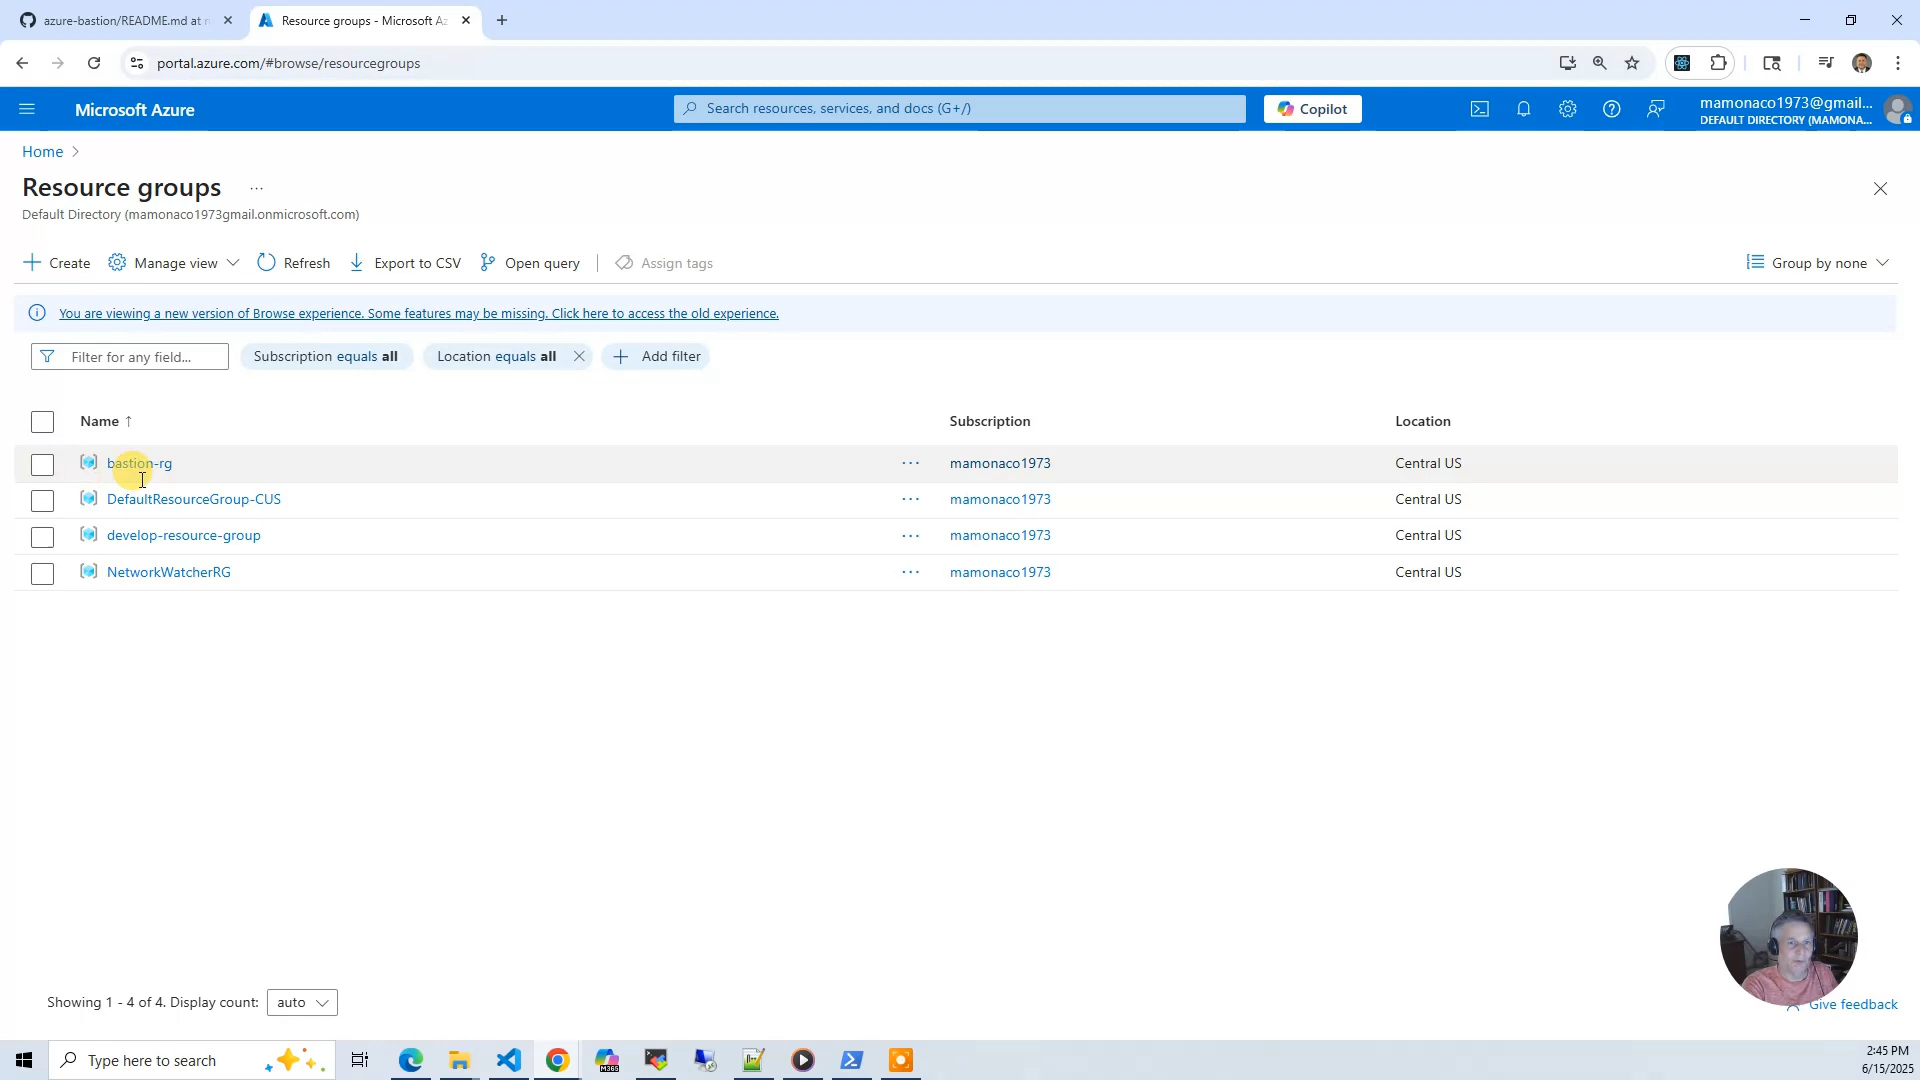 azure-bastion/README.md at
Resource groups - Microsoft Az
portal.azure.com/#browse/resourcegroups
Microsoft Azure
Search resources, services, and docs (G+/)
Copilot
mamonaco1973@gmail...
DEFAULT DIRECTORY (MAMONA...
Home
Resource groups
Default Directory (mamonaco1973gmail.onmicrosoft.com)
Create
Manage view
Refresh
Export to CSV
Open query
Assign tags
Group by none
You are viewing a new version of Browse experience. Some features may be missing. Click here to access the old experience.
Filter for any field...
Subscription equals all
Location equals all
Add filter
Name ↑ Subscription Location
bastion-rg ... mamonaco1973 Central US
DefaultResourceGroup-CUS ... mamonaco1973 Central US
develop-resource-group ... mamonaco1973 Central US
NetworkWatcherRG ... mamonaco1973 Central US
Showing 1 - 4 of 4. Display count: auto
Give feedback
Type here to search
M365
2:45 PM
6/15/2025